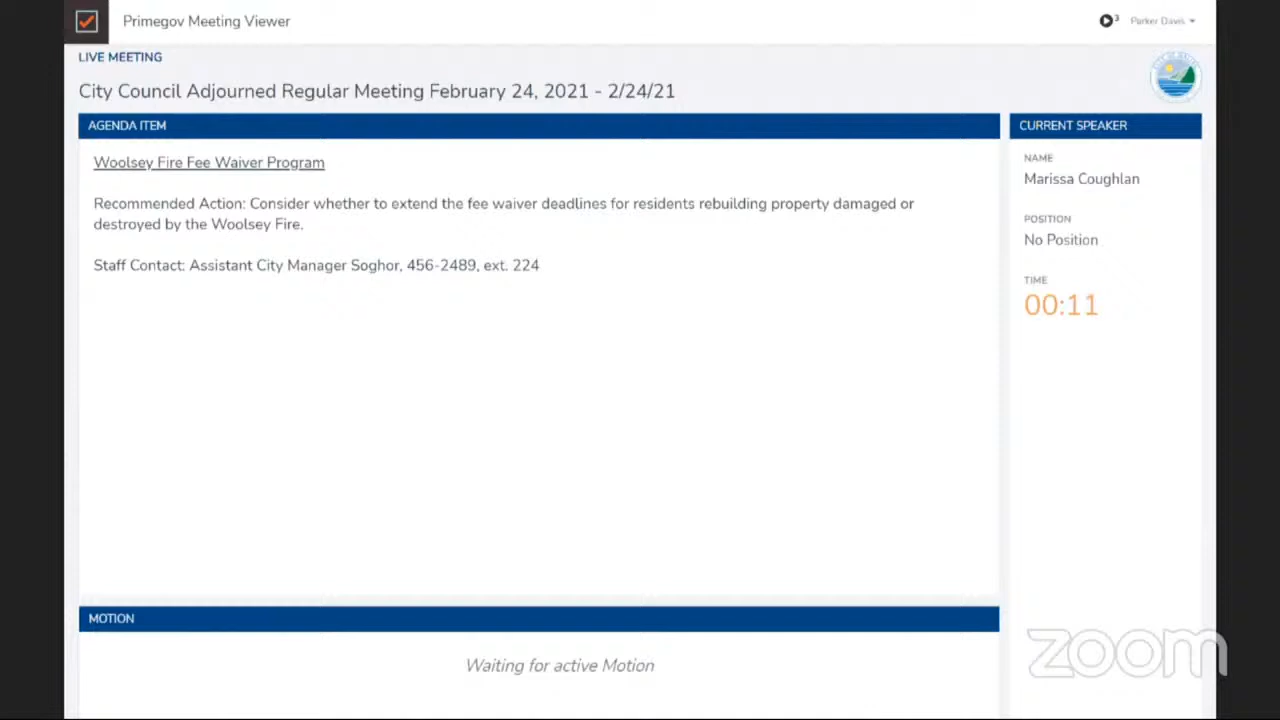 Primegov Meeting Viewer
3
Parker Davis
LIVE MEETING
City Council Adjourned Regular Meeting February 24, 2021 - 2/24/21
AGENDA ITEM
Woolsey Fire Fee Waiver Program
Recommended Action: Consider whether to extend the fee waiver deadlines for residents rebuilding property damaged or
destroyed by the Woolsey Fire.
Staff Contact: Assistant City Manager Soghor, 456-2489, ext. 224
CURRENT SPEAKER
NAME
Marissa Coughlan
POSITION
No Position
TIME
00:11
MOTION
Waiting for active Motion
zoom